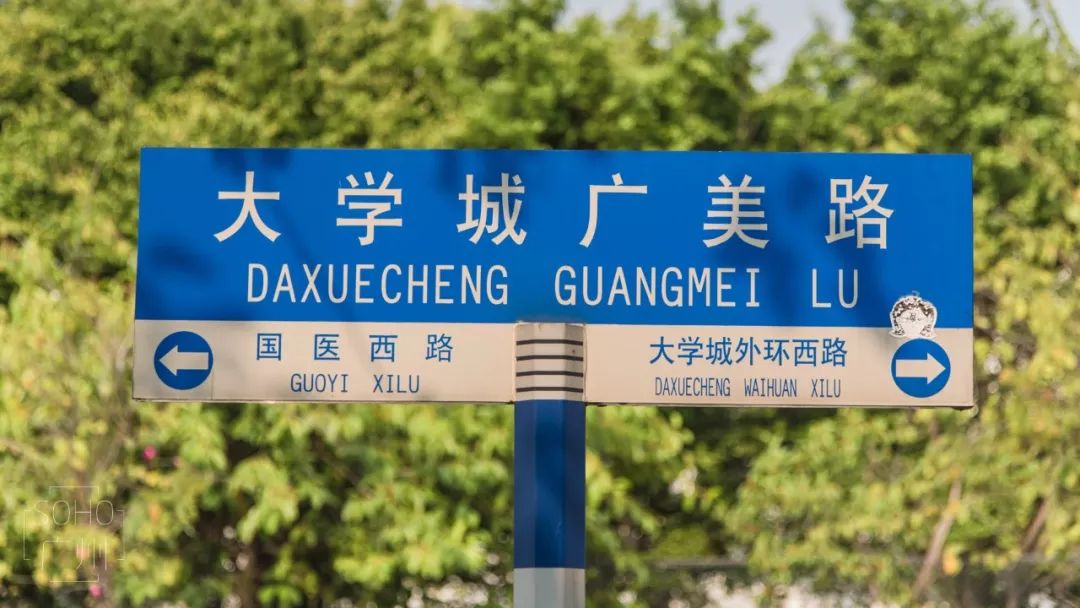 大学城广美路
DAXUECHENG GUANGMEI LU
国医西路
GUOYI XILU
大学城外环西路
DAXUECHENG WAIHUAN XILU
SOHO
广州